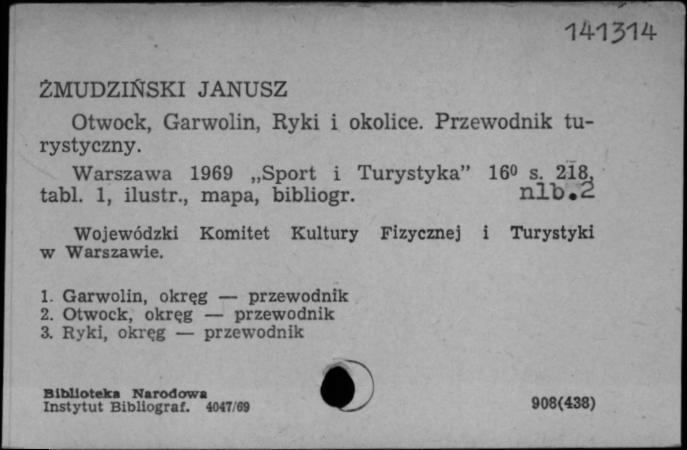 141314
ŻMUDZIŃSKI JANUSZ
Otwock, Garwolin, Ryki i okolice. Przewodnik tu-
rystyczny.
Warszawa 1969 „Sport i Turystyka” 16⁰ s. 218,
tabl. 1, ilustr., mapa, bibliogr. nlb.2
Wojewódzki Komitet Kultury Fizycznej i Turystyki
w Warszawie.
1. Garwolin, okręg — przewodnik
2. Otwock, okręg — przewodnik
3. Ryki, okręg — przewodnik
Biblioteka Narodowa
Instytut Bibliograf. 4047/69
908(438)